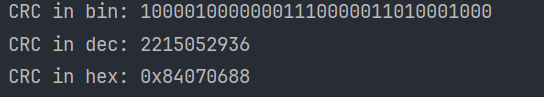 CRC in bin: 10000100000001110000011010001000
CRC in dec: 2215052936
CRC in hex: 0x84070688